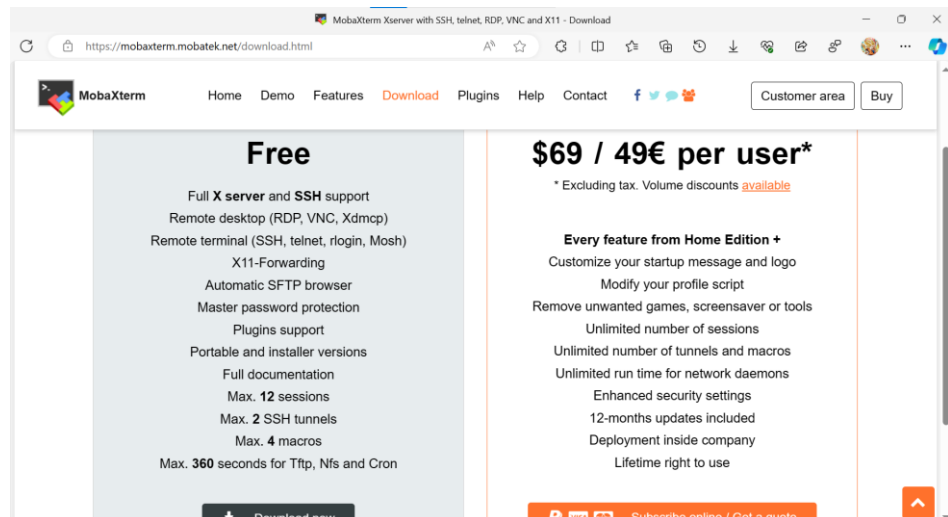 MobaXterm Xserver with SSH, telnet, RDP, VNC and X11 - Download
https://mobaxterm.mobatek.net/download.html
MobaXterm Home Demo Features Download Plugins Help Contact Customer area Buy
Free
Full X server and SSH support
Remote desktop (RDP, VNC, Xdmcp)
Remote terminal (SSH, telnet, rlogin, Mosh)
X11-Forwarding
Automatic SFTP browser
Master password protection
Plugins support
Portable and installer versions
Full documentation
Max. 12 sessions
Max. 2 SSH tunnels
Max. 4 macros
Max. 360 seconds for Tftp, Nfs and Cron
Download now
$69 / 49€ per user*
* Excluding tax. Volume discounts available
Every feature from Home Edition +
Customize your startup message and logo
Modify your profile script
Remove unwanted games, screensaver or tools
Unlimited number of sessions
Unlimited number of tunnels and macros
Unlimited run time for network daemons
Enhanced security settings
12-months updates included
Deployment inside company
Lifetime right to use
Subscribe online / Get a quote